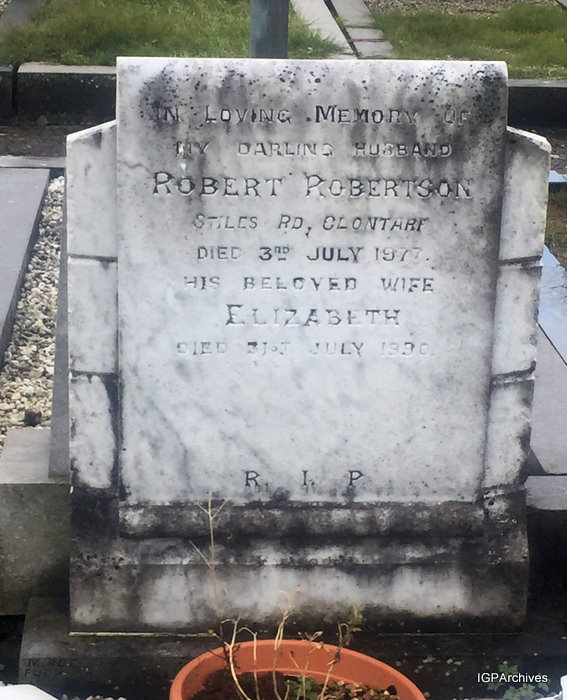 IN LOVING MEMORY OF
MY DARLING HUSBAND
ROBERT ROBERTSON
STILES RD, CLONTARF
DIED 3RD JULY 1977.
HIS BELOVED WIFE
ELIZABETH
DIED 31ST JULY 1990.
R. I. P
IGPArchives